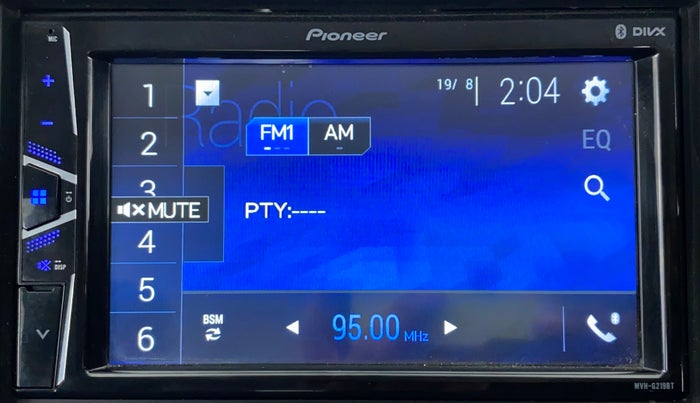 MIC
Pioneer
DIVX
Radio
19/ 8
2:04
FM1
AM
EQ
1
2
3
MUTE
4
5
6
PTY:----
DISP
BSM
95.00 MHz
MVH-G219BT